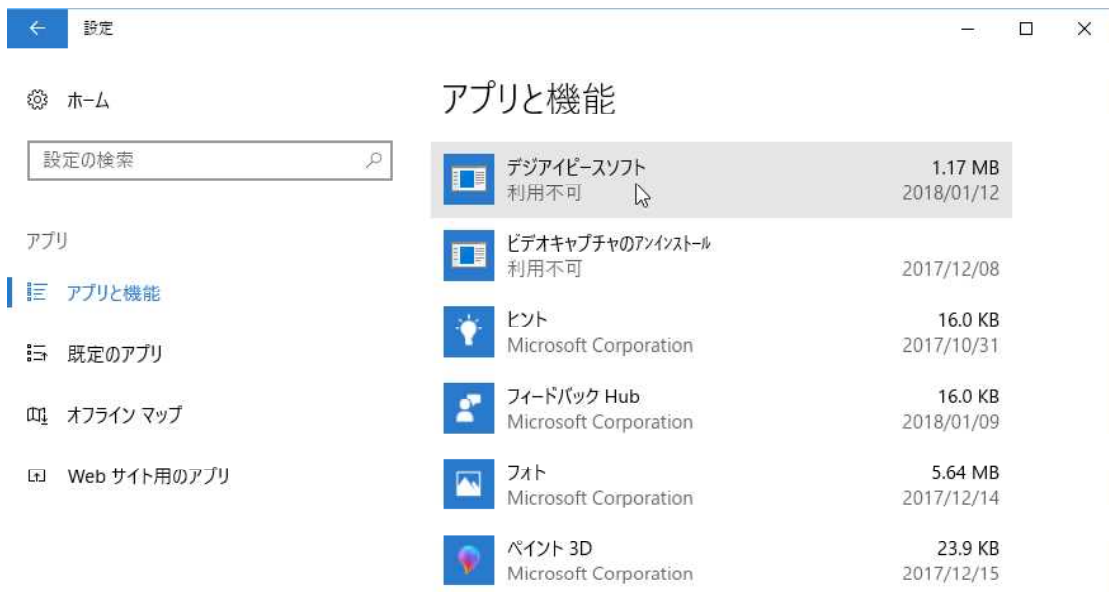 設定
ホーム
設定の検索
アプリ
アプリと機能
既定のアプリ
オフライン マップ
Web サイト用のアプリ
アプリと機能
デジアイピースソフト 1.17 MB
利用不可 2018/01/12
ビデオキャプチャのアンインストール
利用不可 2017/12/08
ヒント 16.0 KB
Microsoft Corporation 2017/10/31
フィードバック Hub 16.0 KB
Microsoft Corporation 2018/01/09
フォト 5.64 MB
Microsoft Corporation 2017/12/14
ペイント 3D 23.9 KB
Microsoft Corporation 2017/12/15